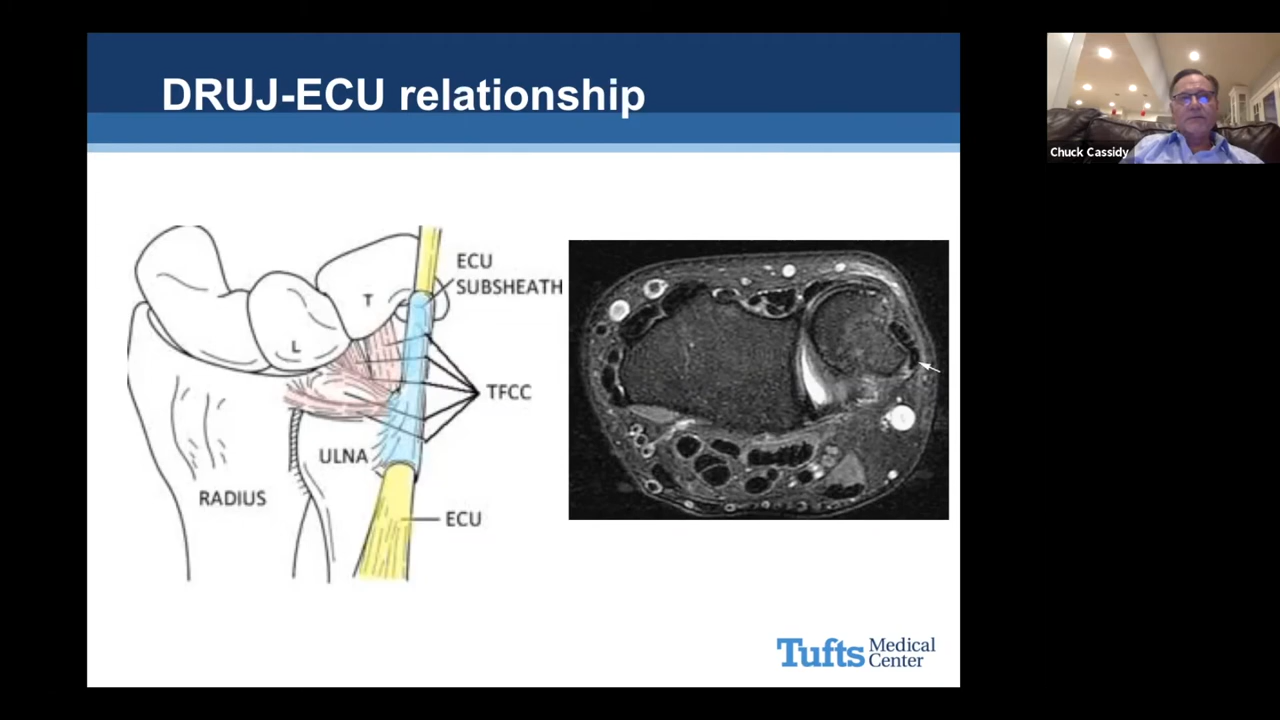 DRUJ-ECU relationship
Chuck Cassidy
ECU
SUBSHEATH
T
L
TFCC
ULNA
RADIUS
ECU
Tufts Medical
Center